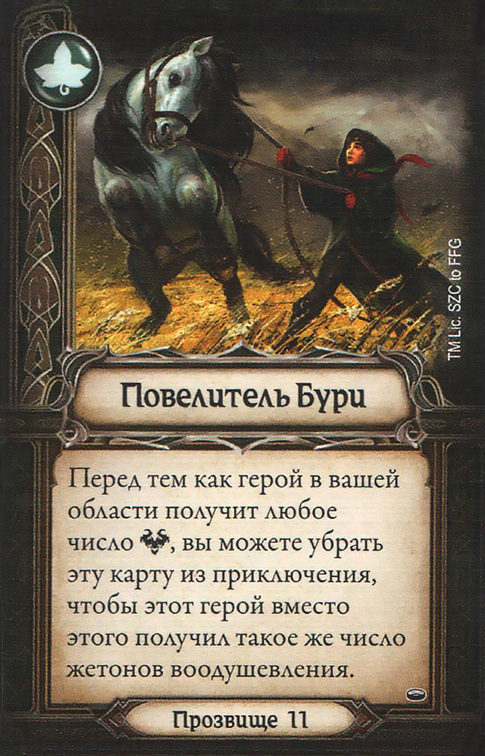 TM Lic. SZC to FFG
Повелитель Бури
Перед тем как герой в вашей
области получит любое
число , вы можете убрать
эту карту из приключения,
чтобы этот герой вместо
этого получил такое же число
жетонов воодушевления.
Прозвище 11